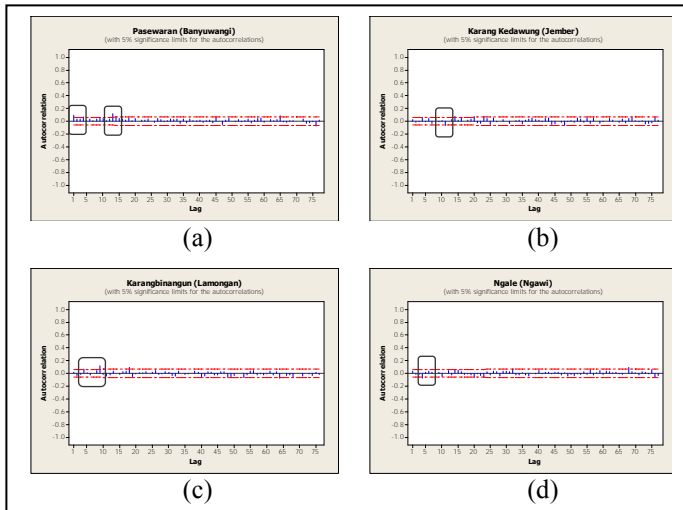 Pasewaran (Banyuwangi)
(with 5% significance limits for the autocorrelations)
Autocorrelation
1.0
0.8
0.6
0.4
0.2
0.0
-0.2
-0.4
-0.6
-0.8
-1.0
1 5 10 15 20 25 30 35 40 45 50 55 60 65 70 75
Lag
(a)
Karang Kedawung (Jember)
(with 5% significance limits for the autocorrelations)
Autocorrelation
1.0
0.8
0.6
0.4
0.2
0.0
-0.2
-0.4
-0.6
-0.8
-1.0
1 5 10 15 20 25 30 35 40 45 50 55 60 65 70 75
Lag
(b)
Karangbinangun (Lamongan)
(with 5% significance limits for the autocorrelations)
Autocorrelation
1.0
0.8
0.6
0.4
0.2
0.0
-0.2
-0.4
-0.6
-0.8
-1.0
1 5 10 15 20 25 30 35 40 45 50 55 60 65 70 75
Lag
(c)
Ngale (Ngawi)
(with 5% significance limits for the autocorrelations)
Autocorrelation
1.0
0.8
0.6
0.4
0.2
0.0
-0.2
-0.4
-0.6
-0.8
-1.0
1 5 10 15 20 25 30 35 40 45 50 55 60 65 70 75
Lag
(d)